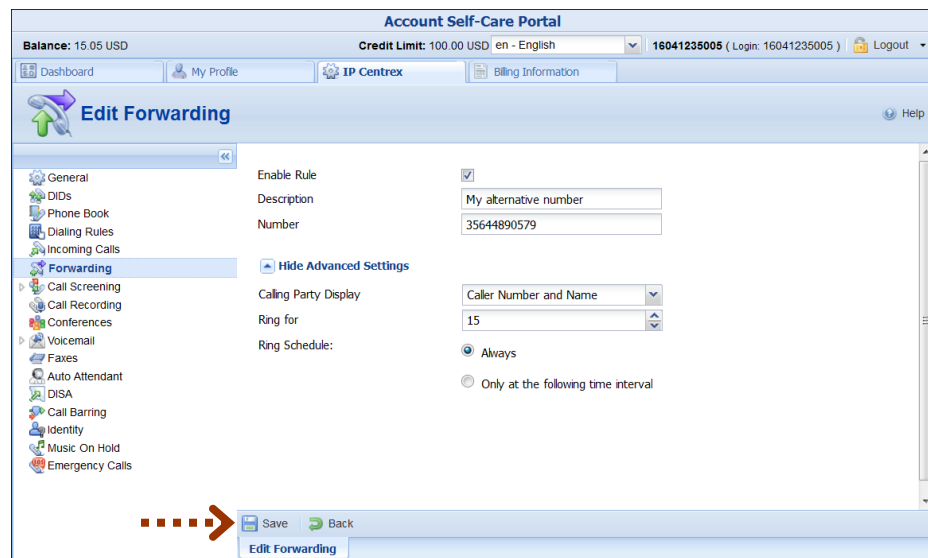 Account Self-Care Portal
Balance: 15.05 USD Credit Limit: 100.00 USD en - English 16041235005 ( Login: 16041235005 ) Logout
Dashboard My Profile IP Centrex Billing Information
Edit Forwarding Help
General
DIDs
Phone Book
Dialing Rules
Incoming Calls
Forwarding
Call Screening
Call Recording
Conferences
Voicemail
Faxes
Auto Attendant
DISA
Call Barring
Identity
Music On Hold
Emergency Calls
Enable Rule
Description My alternative number
Number 35644890579
Hide Advanced Settings
Calling Party Display Caller Number and Name
Ring for 15
Ring Schedule: Always
Only at the following time interval
Save Back
Edit Forwarding